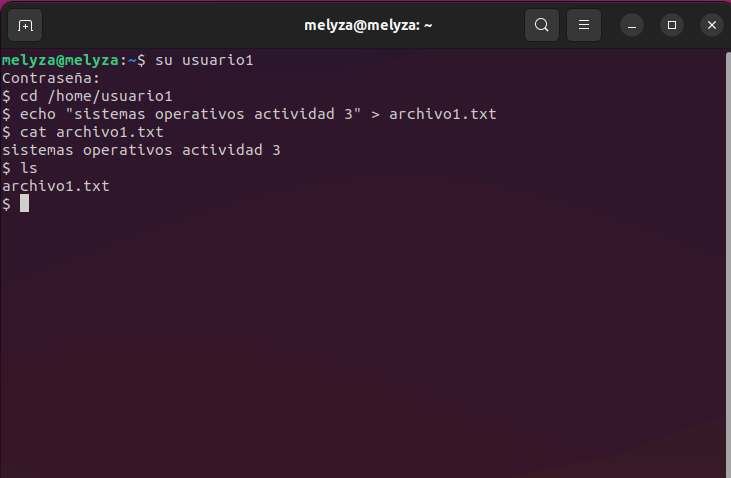 melyza@melyza: ~
melyza@melyza:~$ su usuario1
Contraseña:
$ cd /home/usuario1
$ echo "sistemas operativos actividad 3" > archivo1.txt
$ cat archivo1.txt
sistemas operativos actividad 3
$ ls
archivo1.txt
$